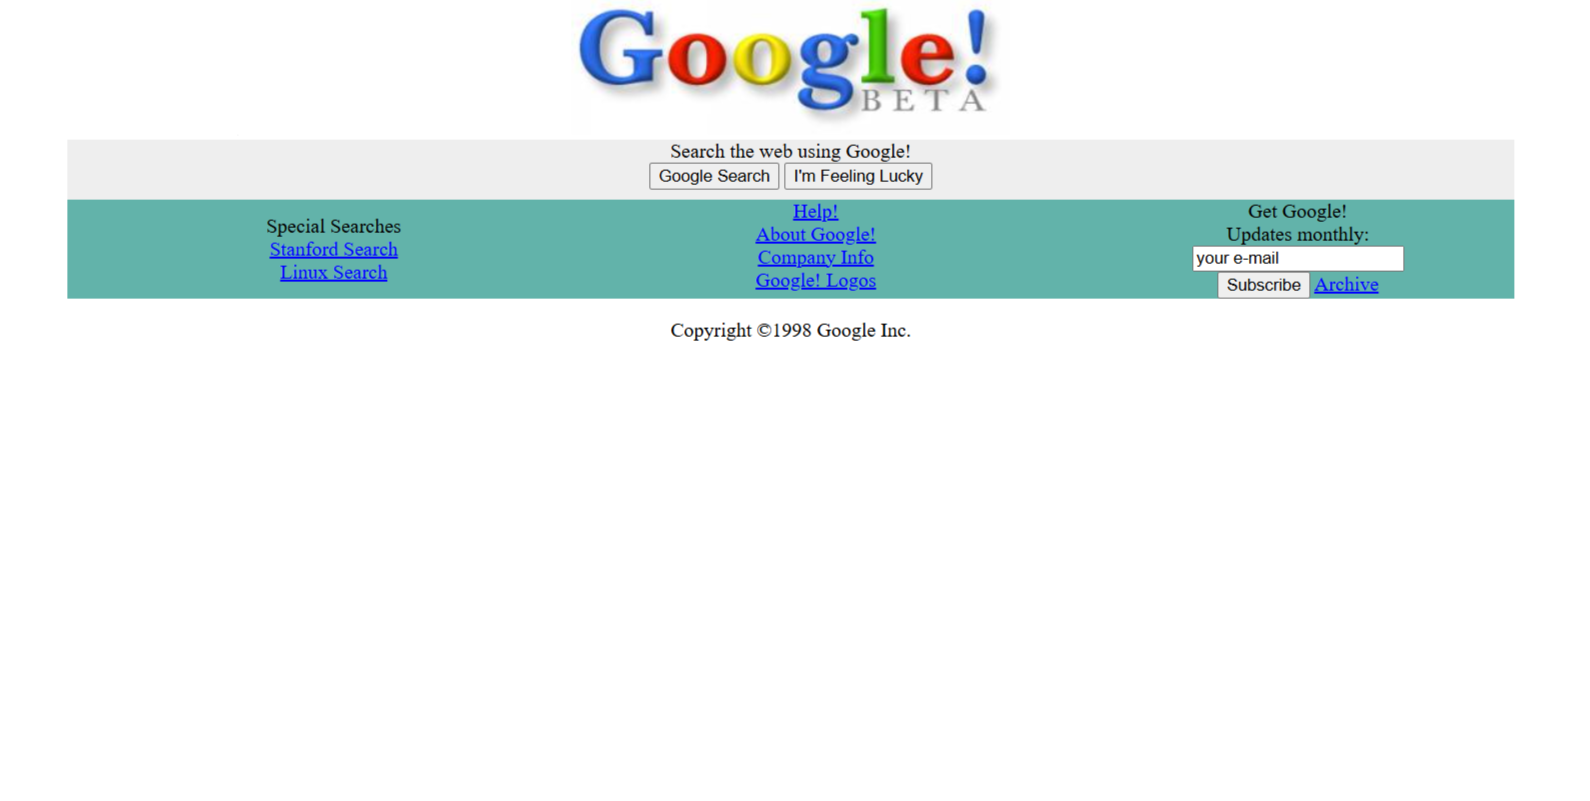 Google!
BETA
Search the web using Google!
Google Search I'm Feeling Lucky
Special Searches
Stanford Search
Linux Search
Help!
About Google!
Company Info
Google! Logos
Get Google!
Updates monthly:
your e-mail
Subscribe Archive
Copyright ©1998 Google Inc.